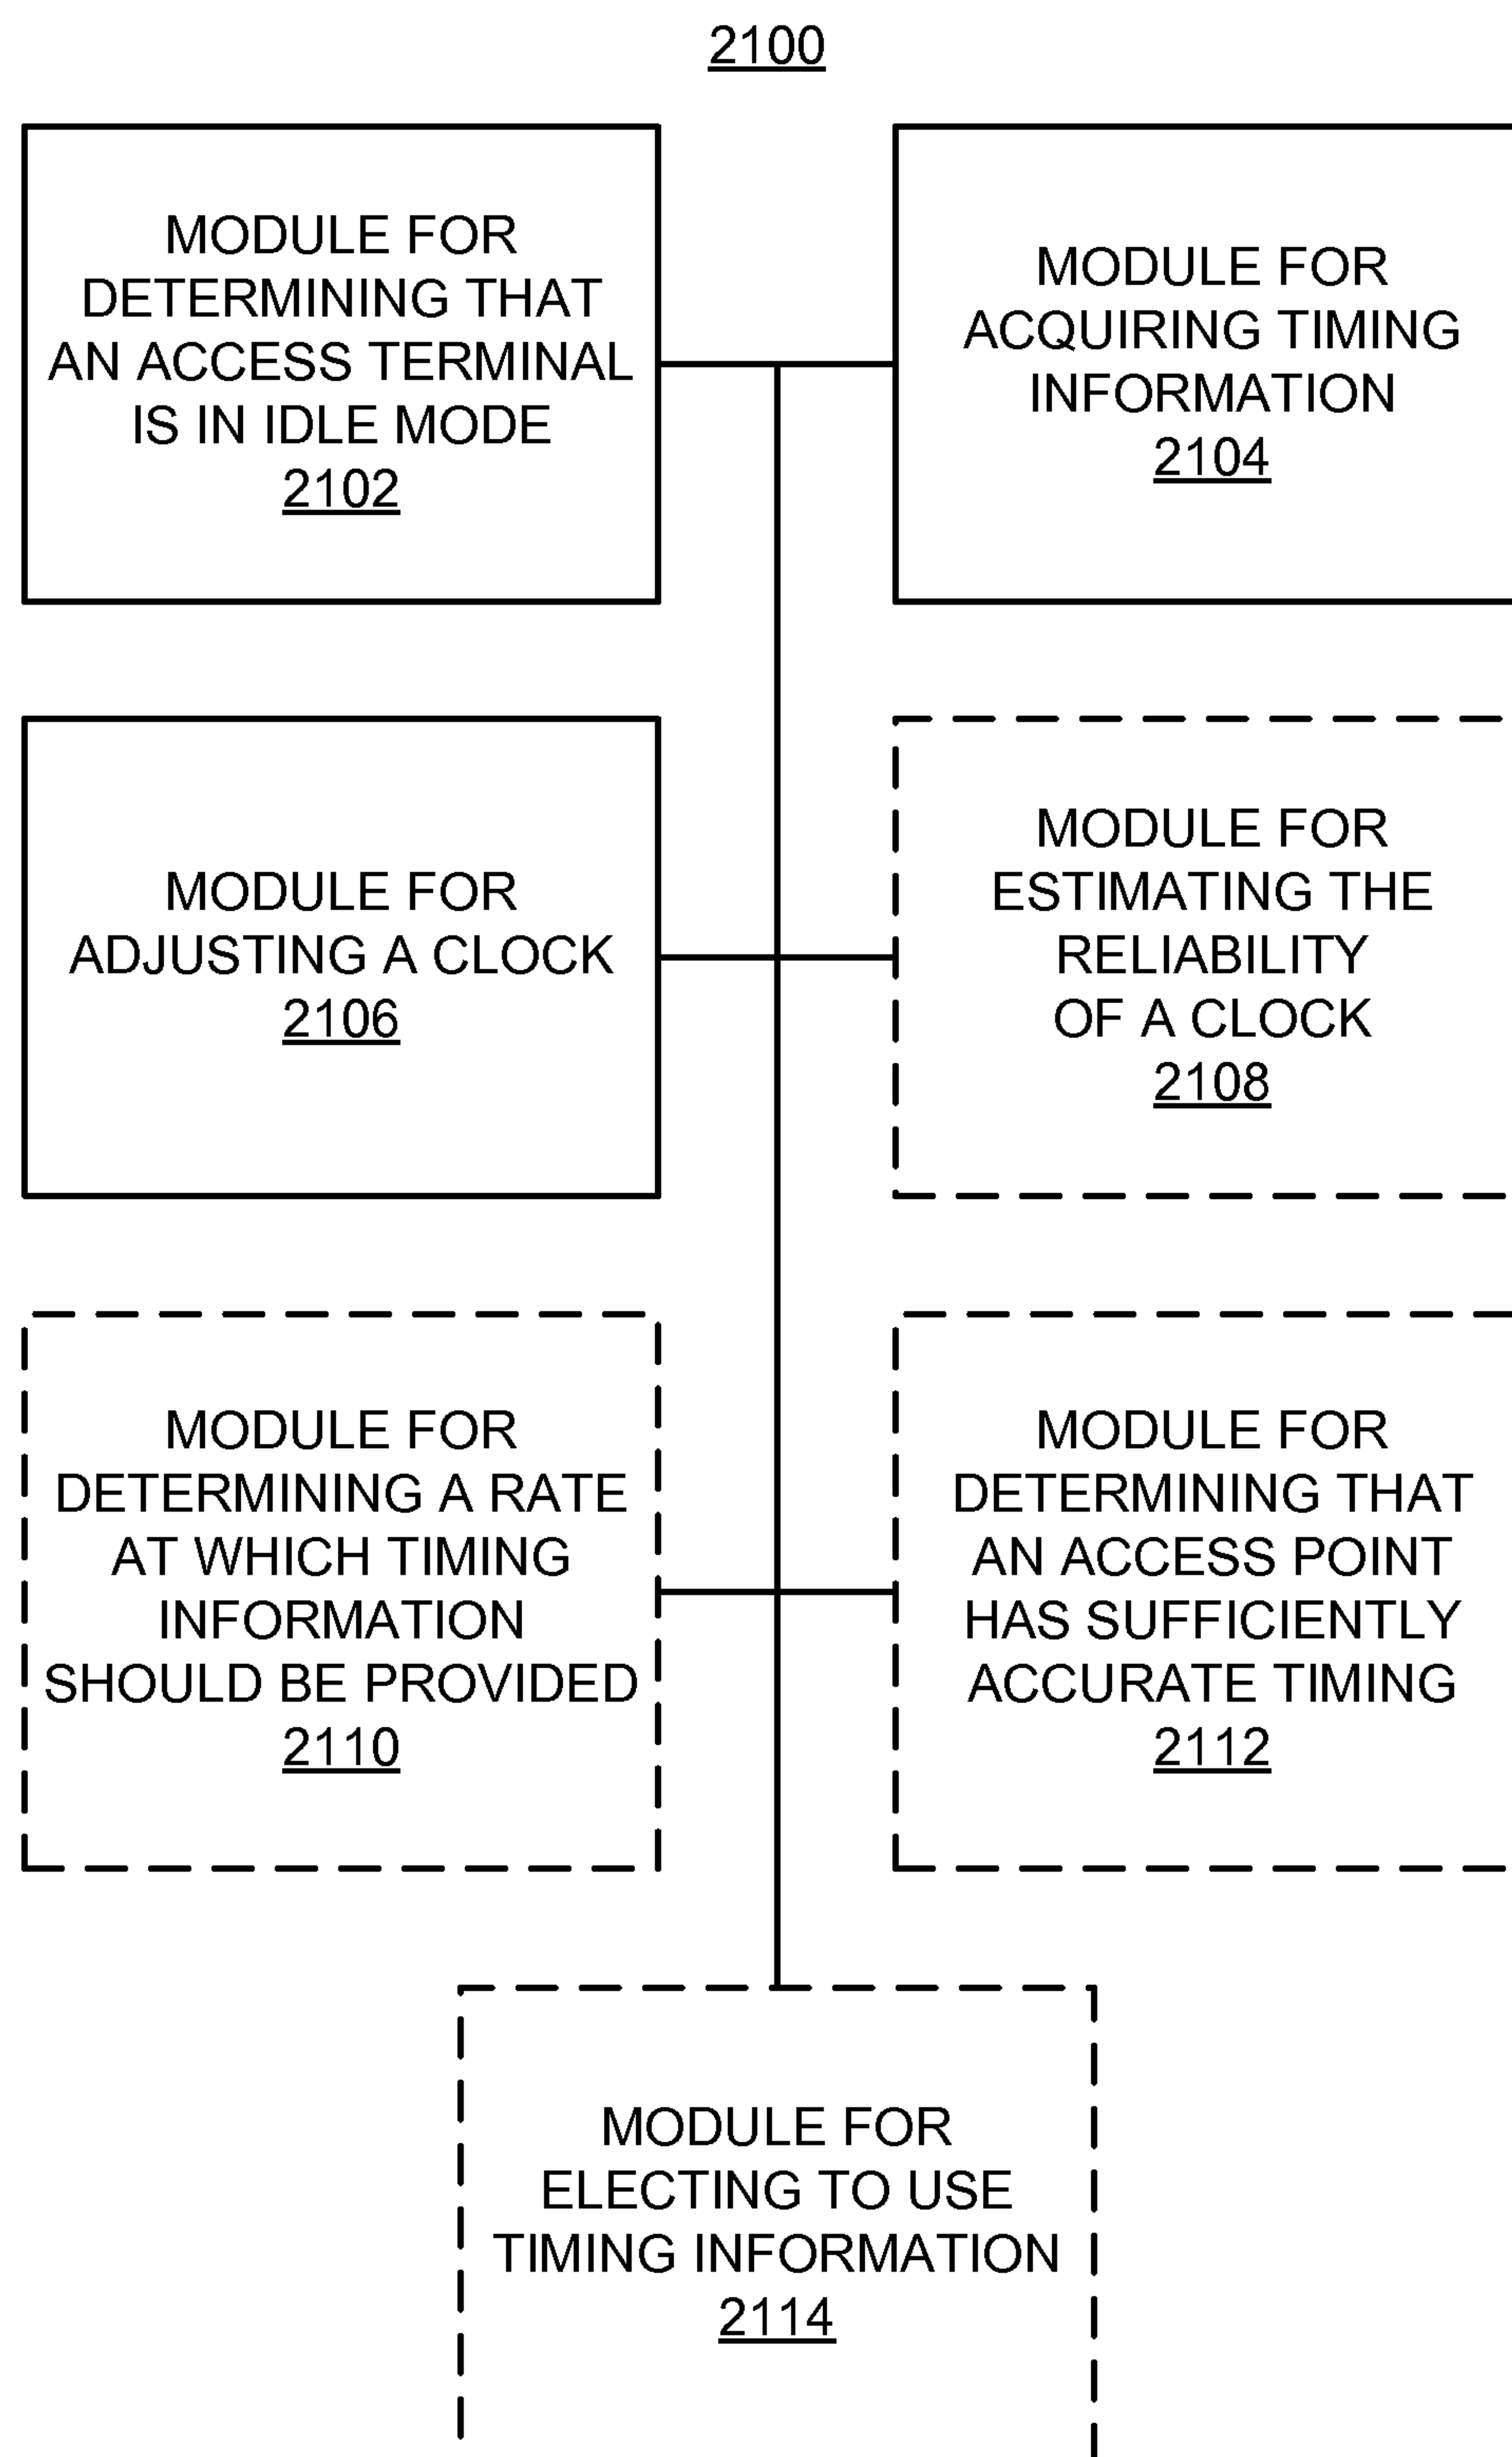 2100
MODULE FOR
DETERMINING THAT
AN ACCESS TERMINAL
IS IN IDLE MODE
2102
MODULE FOR
ACQUIRING TIMING
INFORMATION
2104
MODULE FOR
ADJUSTING A CLOCK
2106
MODULE FOR
ESTIMATING THE
RELIABILITY
OF A CLOCK
2108
MODULE FOR
DETERMINING A RATE
AT WHICH TIMING
INFORMATION
SHOULD BE PROVIDED
2110
MODULE FOR
DETERMINING THAT
AN ACCESS POINT
HAS SUFFICIENTLY
ACCURATE TIMING
2112
MODULE FOR
ELECTING TO USE
TIMING INFORMATION
2114